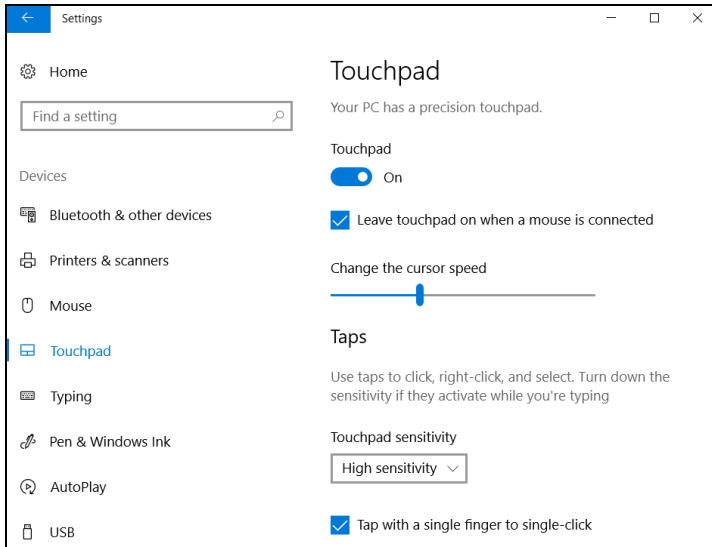 Settings
Home
Find a setting
Devices
Bluetooth & other devices
Printers & scanners
Mouse
Touchpad
Typing
Pen & Windows Ink
AutoPlay
USB
Touchpad
Your PC has a precision touchpad.
Touchpad
On
Leave touchpad on when a mouse is connected
Change the cursor speed
Taps
Use taps to click, right-click, and select. Turn down the
sensitivity if they activate while you're typing
Touchpad sensitivity
High sensitivity
Tap with a single finger to single-click